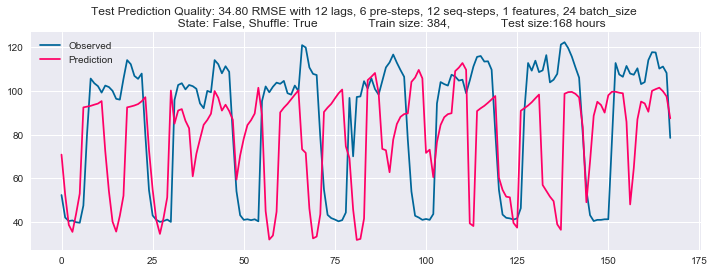 Test Prediction Quality: 34.80 RMSE with 12 lags, 6 pre-steps, 12 seq-steps, 1 features, 24 batch_size
State: False, Shuffle: True Train size: 384, Test size:168 hours
Observed
Prediction
120
100
80
60
40
0 25 50 75 100 125 150 175